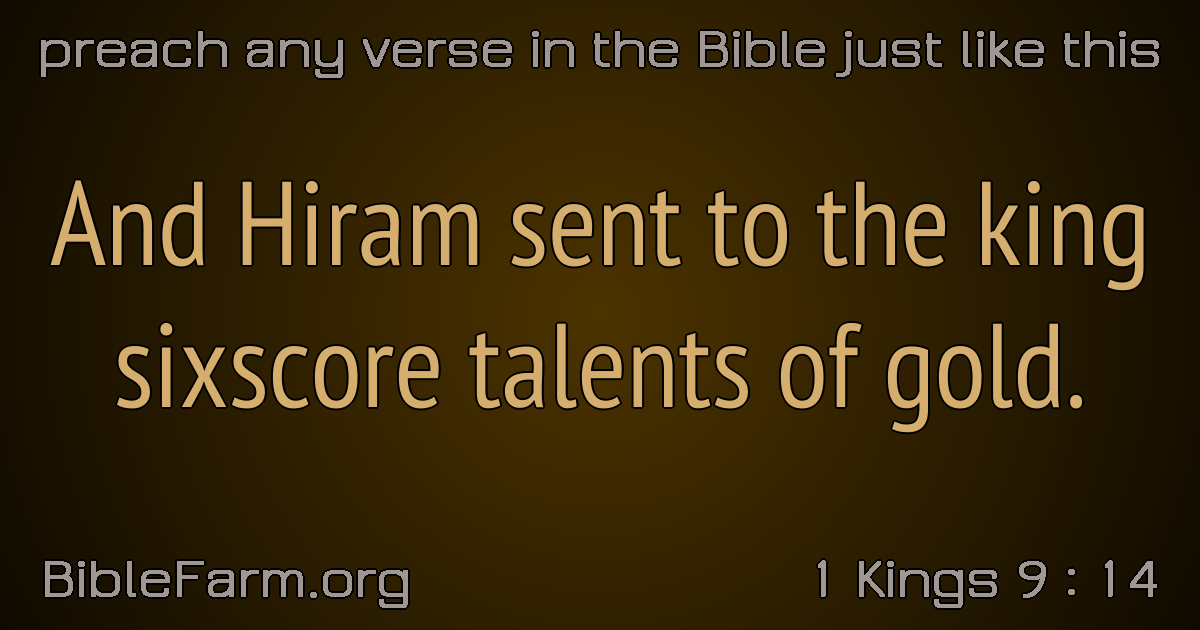 preach any verse in the Bible just like this
And Hiram sent to the king
sixscore talents of gold.
BibleFarm.org
1 Kings 9 : 14